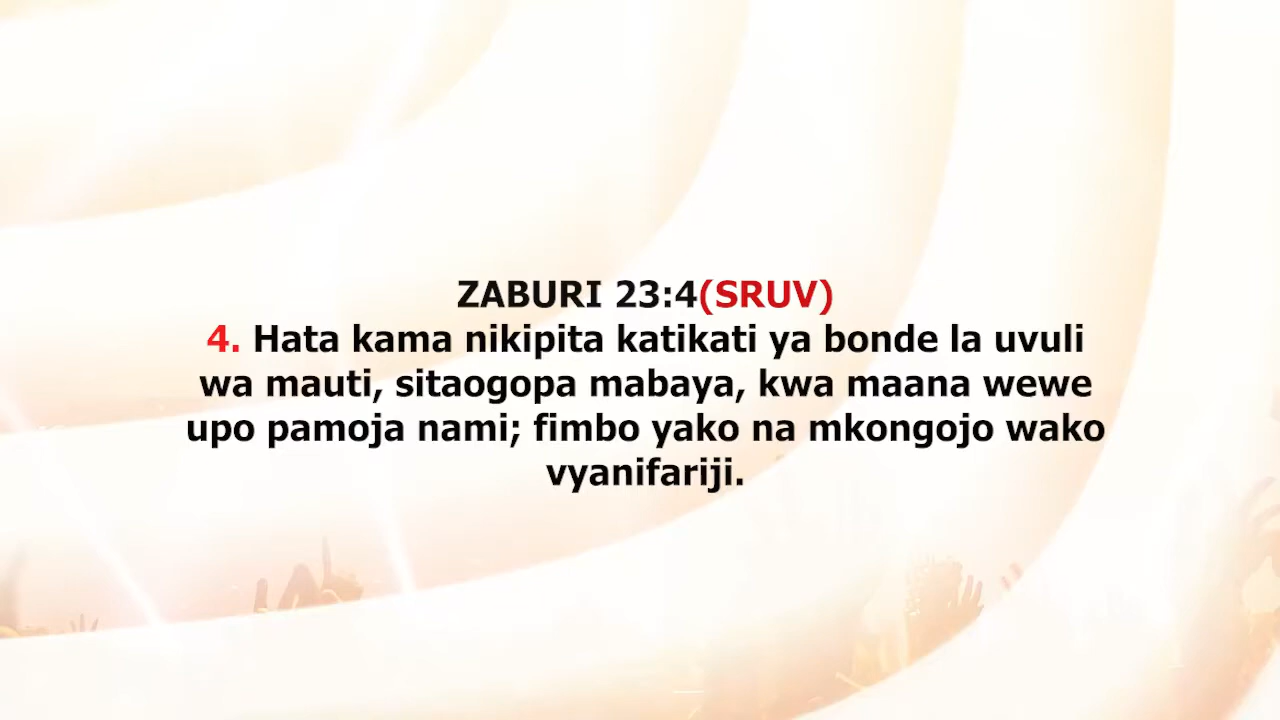 ZABURI 23:4(SRUV)
4. Hata kama nikipita katikati ya bonde la uvuli
wa mauti, sitaogopa mabaya, kwa maana wewe
upo pamoja nami; fimbo yako na mkongojo wako
vyanifariji.